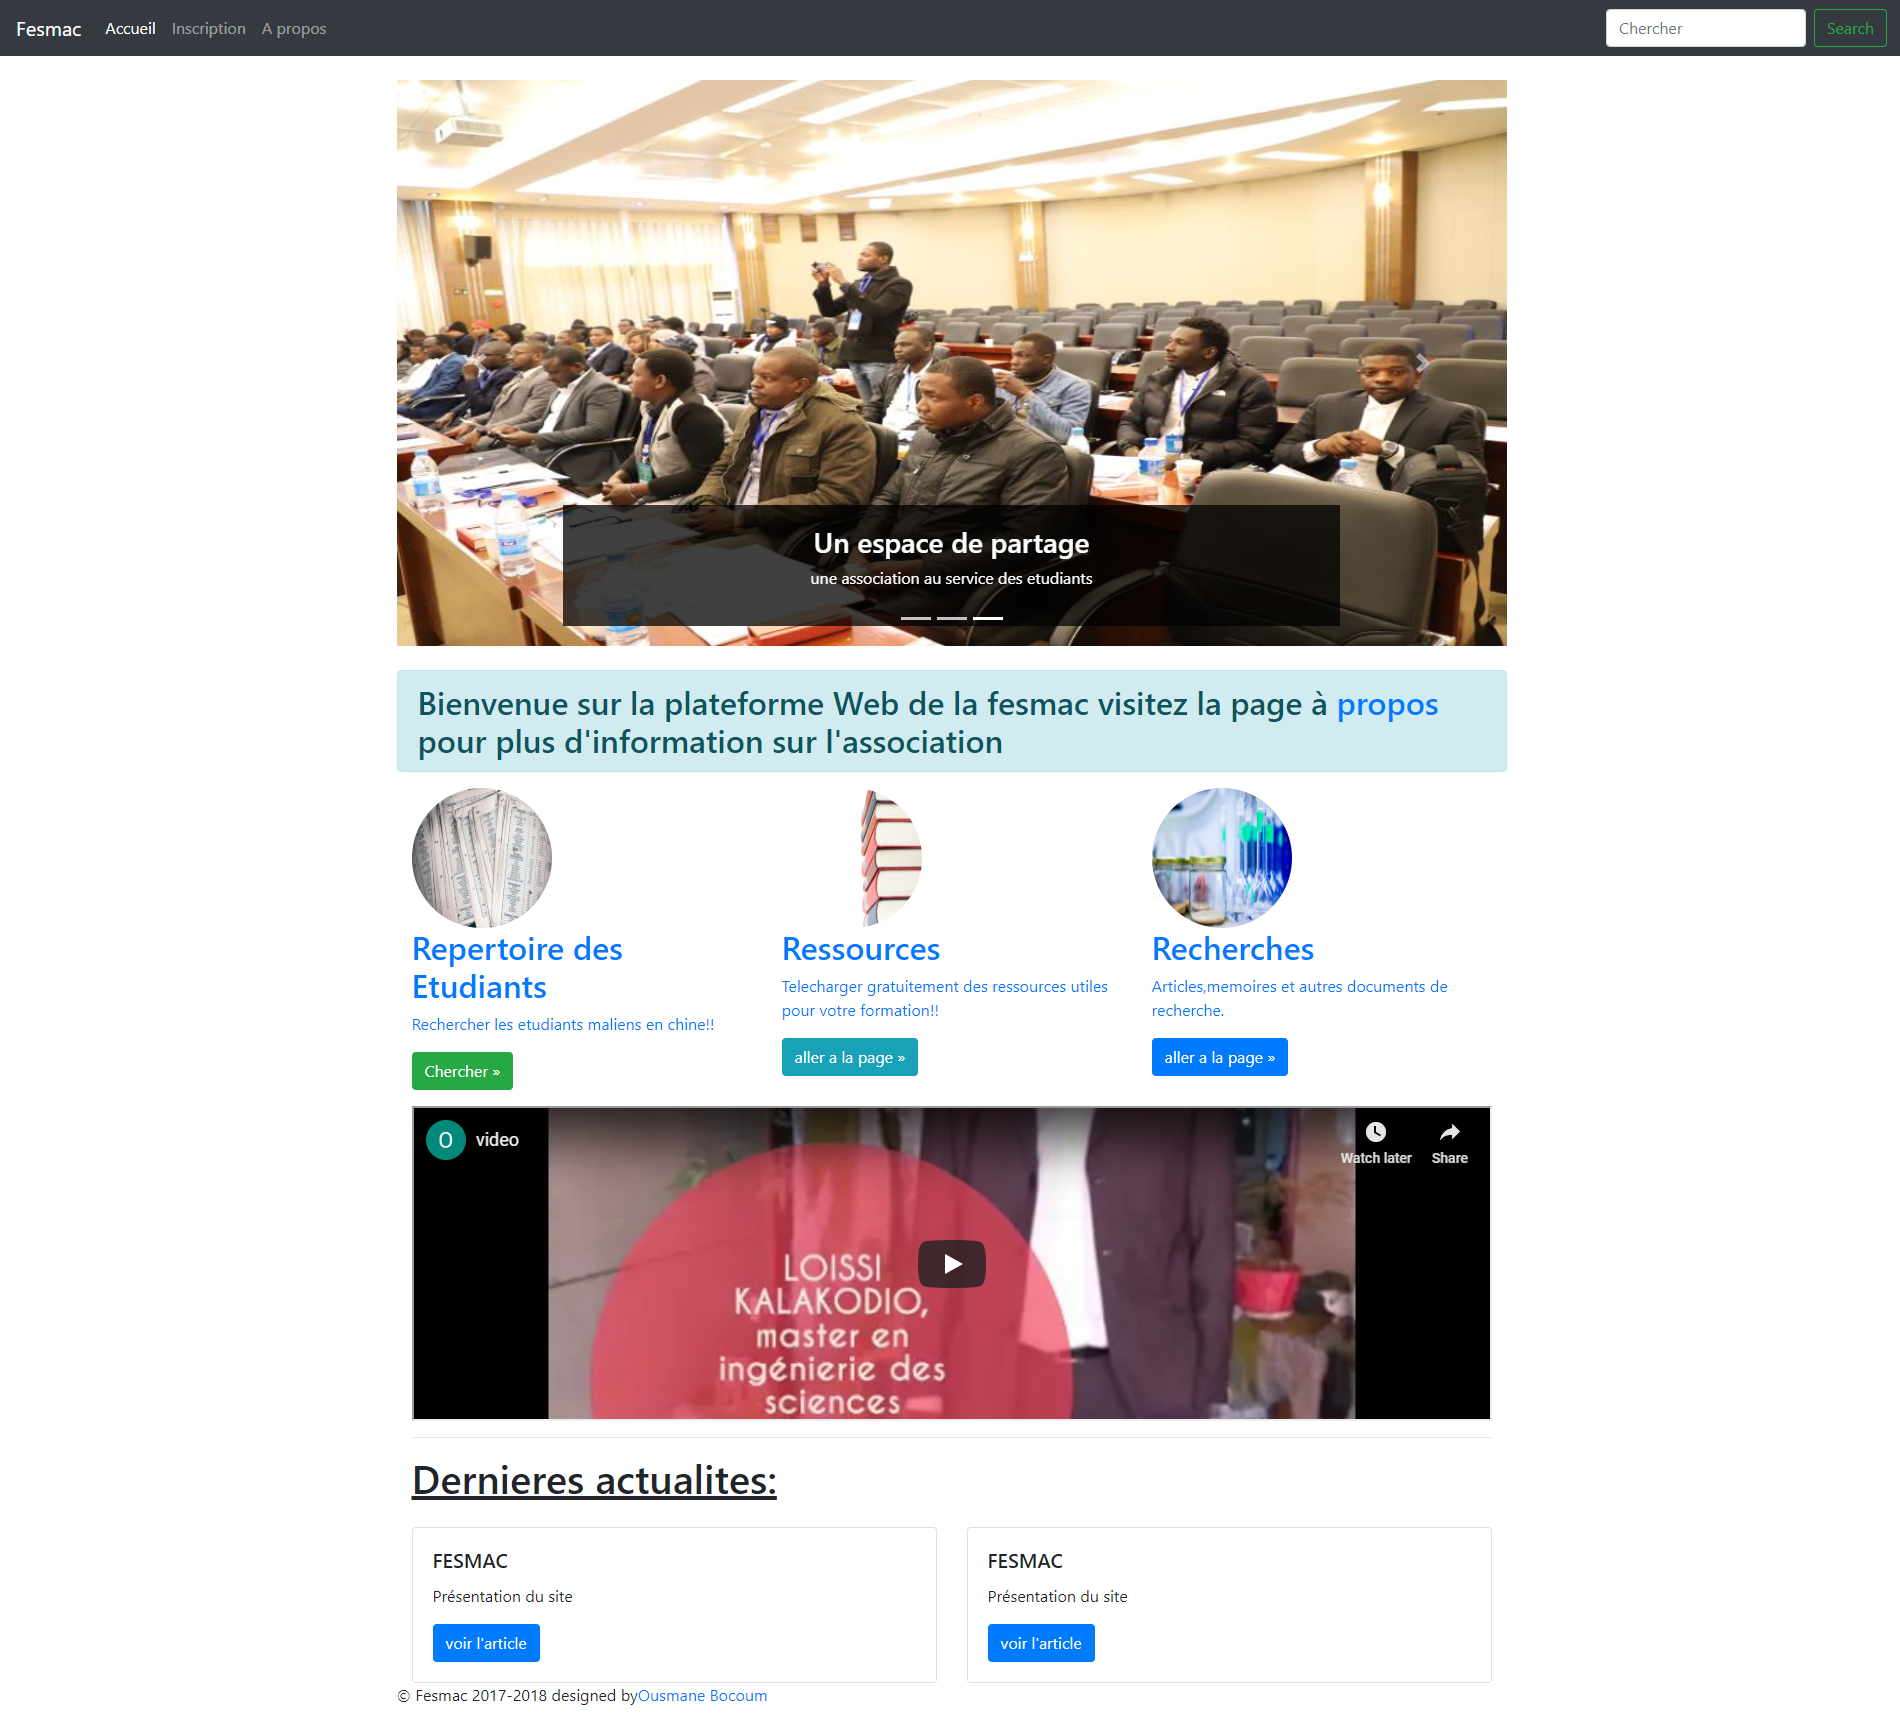 Fesmac Accueil Inscription A propos Chercher Search
Un espace de partage
une association au service des etudiants
Bienvenue sur la plateforme Web de la fesmac visitez la page à propos
pour plus d'information sur l'association
Repertoire des
Etudiants
Rechercher les etudiants maliens en chine!!
Chercher »
Ressources
Telecharger gratuitement des ressources utiles
pour votre formation!!
aller a la page »
Recherches
Articles,memoires et autres documents de
recherche.
aller a la page »
O video
Watch later
Share
LOISSI
KALAKODIO,
master en
ingénierie des
sciences
Dernieres actualites:
FESMAC
Présentation du site
voir l'article
FESMAC
Présentation du site
voir l'article
© Fesmac 2017-2018 designed byOusmane Bocoum